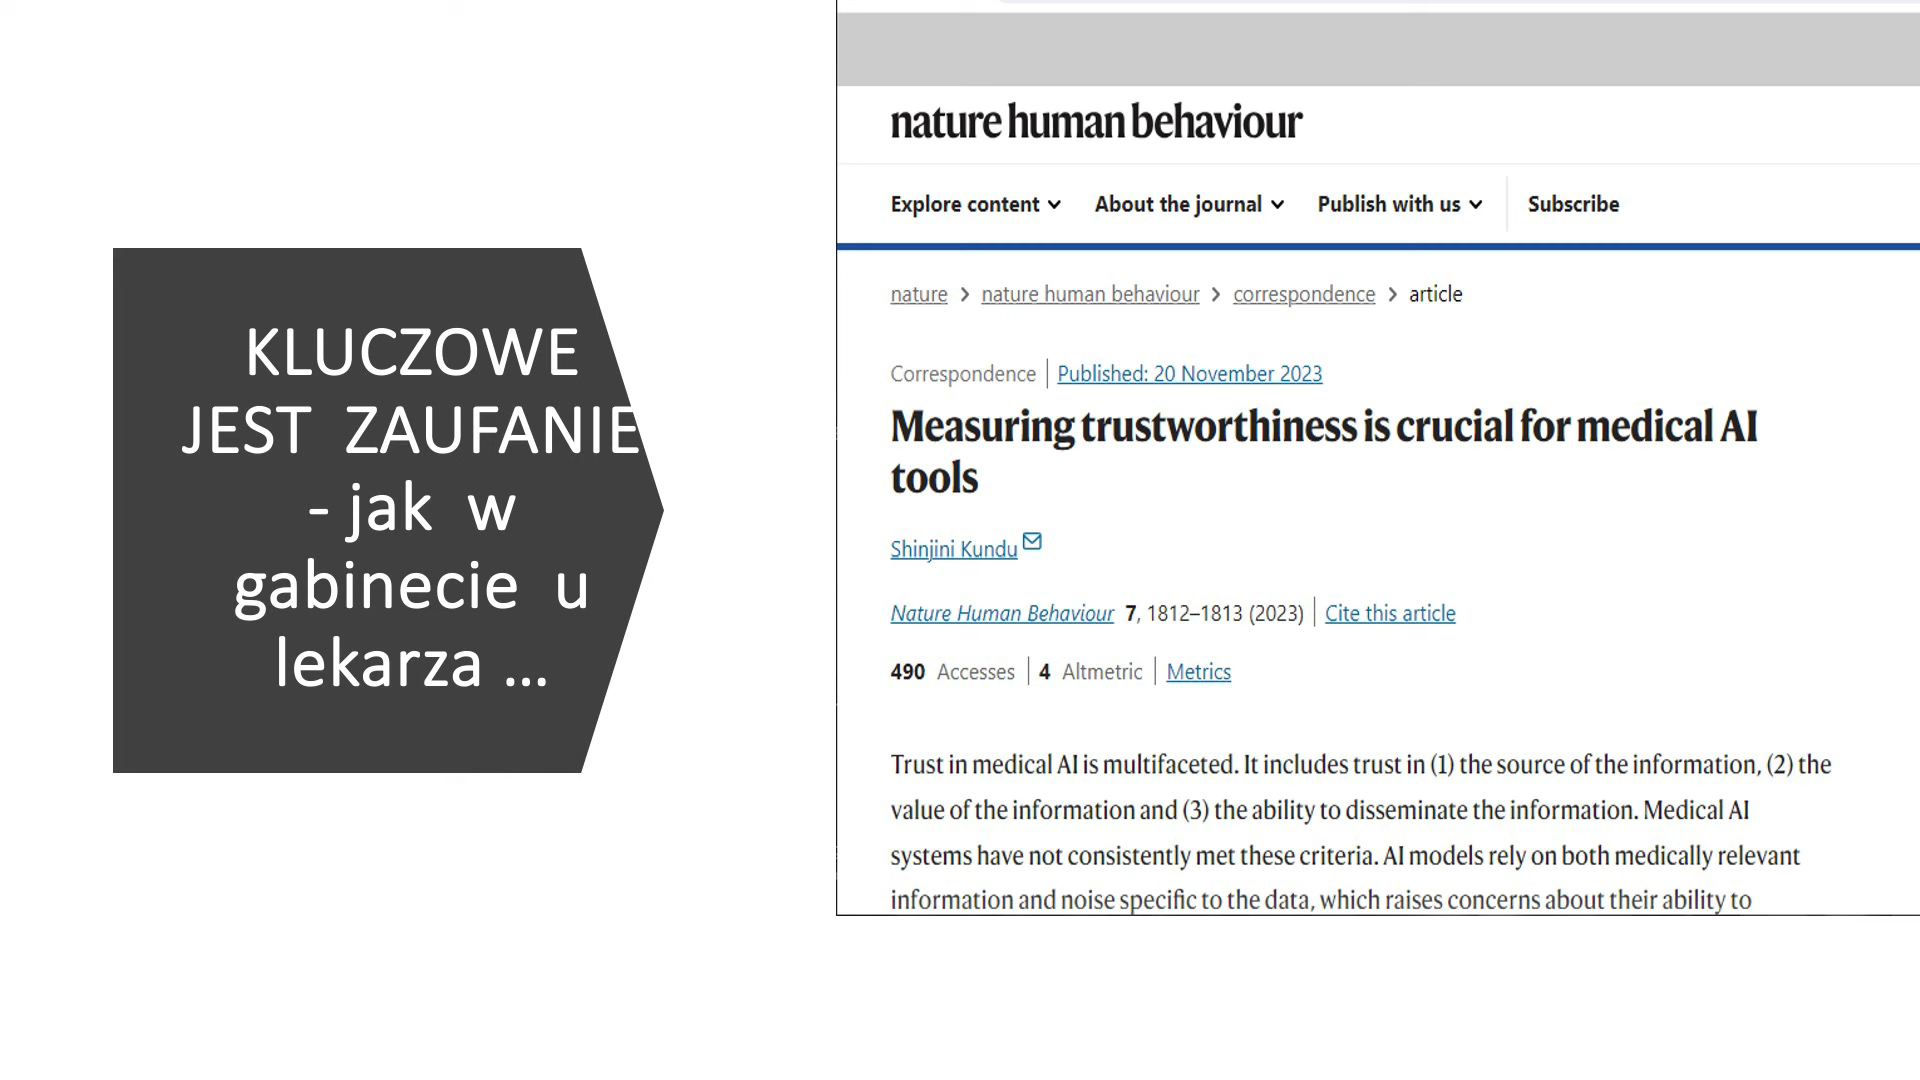 KLUCZOWE
JEST ZAUFANIE
- jak w
gabinecie u
lekarza ...
nature human behaviour
Explore content About the journal Publish with us Subscribe
nature > nature human behaviour > correspondence > article
Correspondence | Published: 20 November 2023
Measuring trustworthiness is crucial for medical AI
tools
Shinjini Kundu
Nature Human Behaviour 7, 1812–1813 (2023) | Cite this article
490 Accesses | 4 Altmetric | Metrics
Trust in medical AI is multifaceted. It includes trust in (1) the source of the information, (2) the
value of the information and (3) the ability to disseminate the information. Medical AI
systems have not consistently met these criteria. AI models rely on both medically relevant
information and noise specific to the data, which raises concerns about their ability to